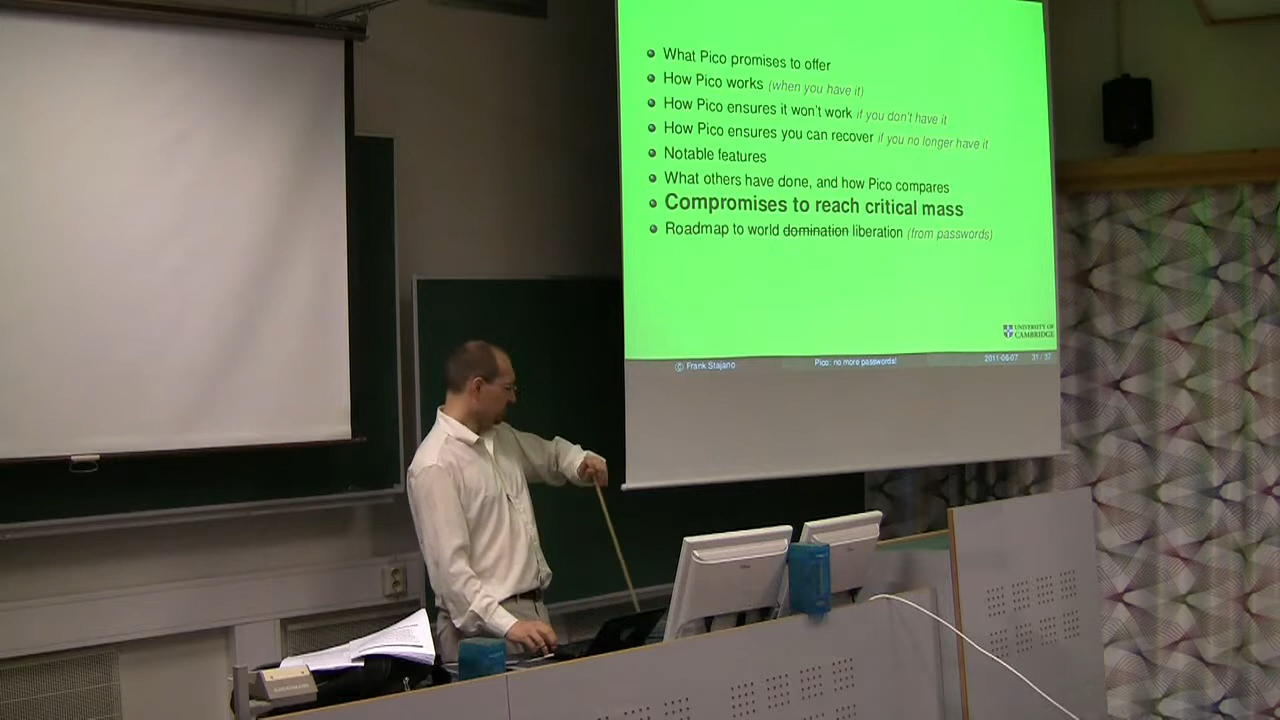 What Pico promises to offer
How Pico works (when you have it)
How Pico ensures it won't work if you don't have it
How Pico ensures you can recover if you no longer have it
Notable features
What others have done, and how Pico compares
Compromises to reach critical mass
Roadmap to world domination liberation (from passwords)
UNIVERSITY OF
CAMBRIDGE
© Frank Stajano Pico: no more passwords! 2011-06-07 31 / 37